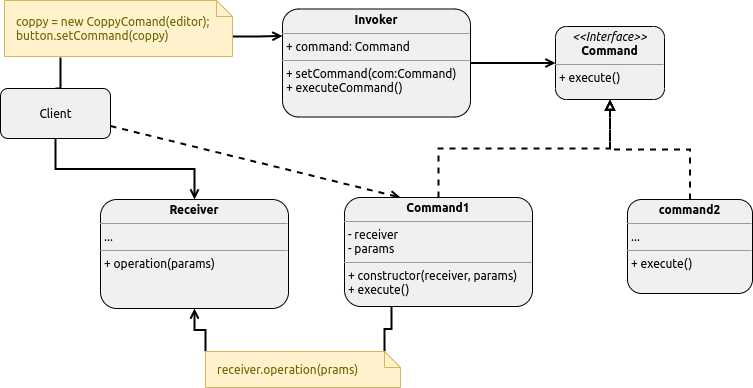 coppy = new CoppyComand(editor);
button.setCommand(coppy)
Invoker
+ command: Command
+ setCommand(com:Command)
+ executeCommand()
<<Interface>>
Command
+ execute()
Client
Receiver
...
+ operation(params)
Command1
- receiver
- params
+ constructor(receiver, params)
+ execute()
command2
...
+ execute()
receiver.operation(prams)